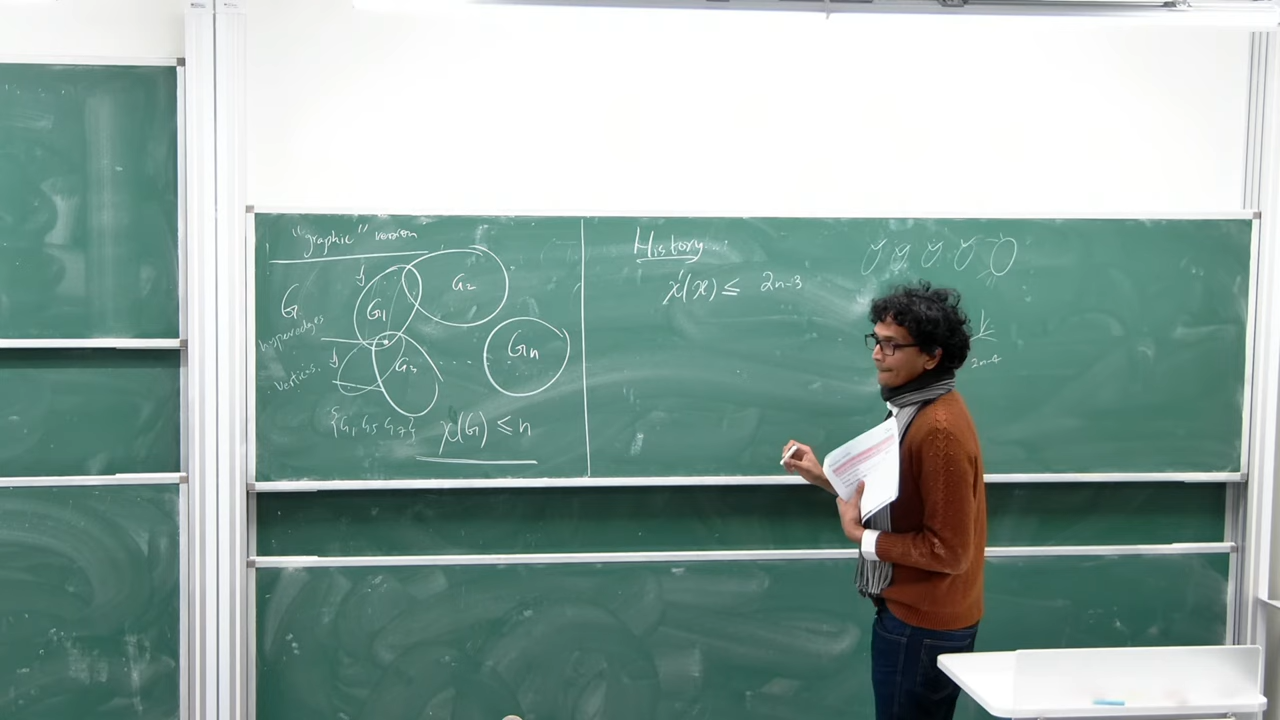 "graphic" version
G
G₁
G₂
hyperedges
vertices.
G₃
...
Gₙ
{G₁ G₅ G₇}
χ(G) ≤ n
History...
χ'(ℋ) ≤ 2n-3
2n-4